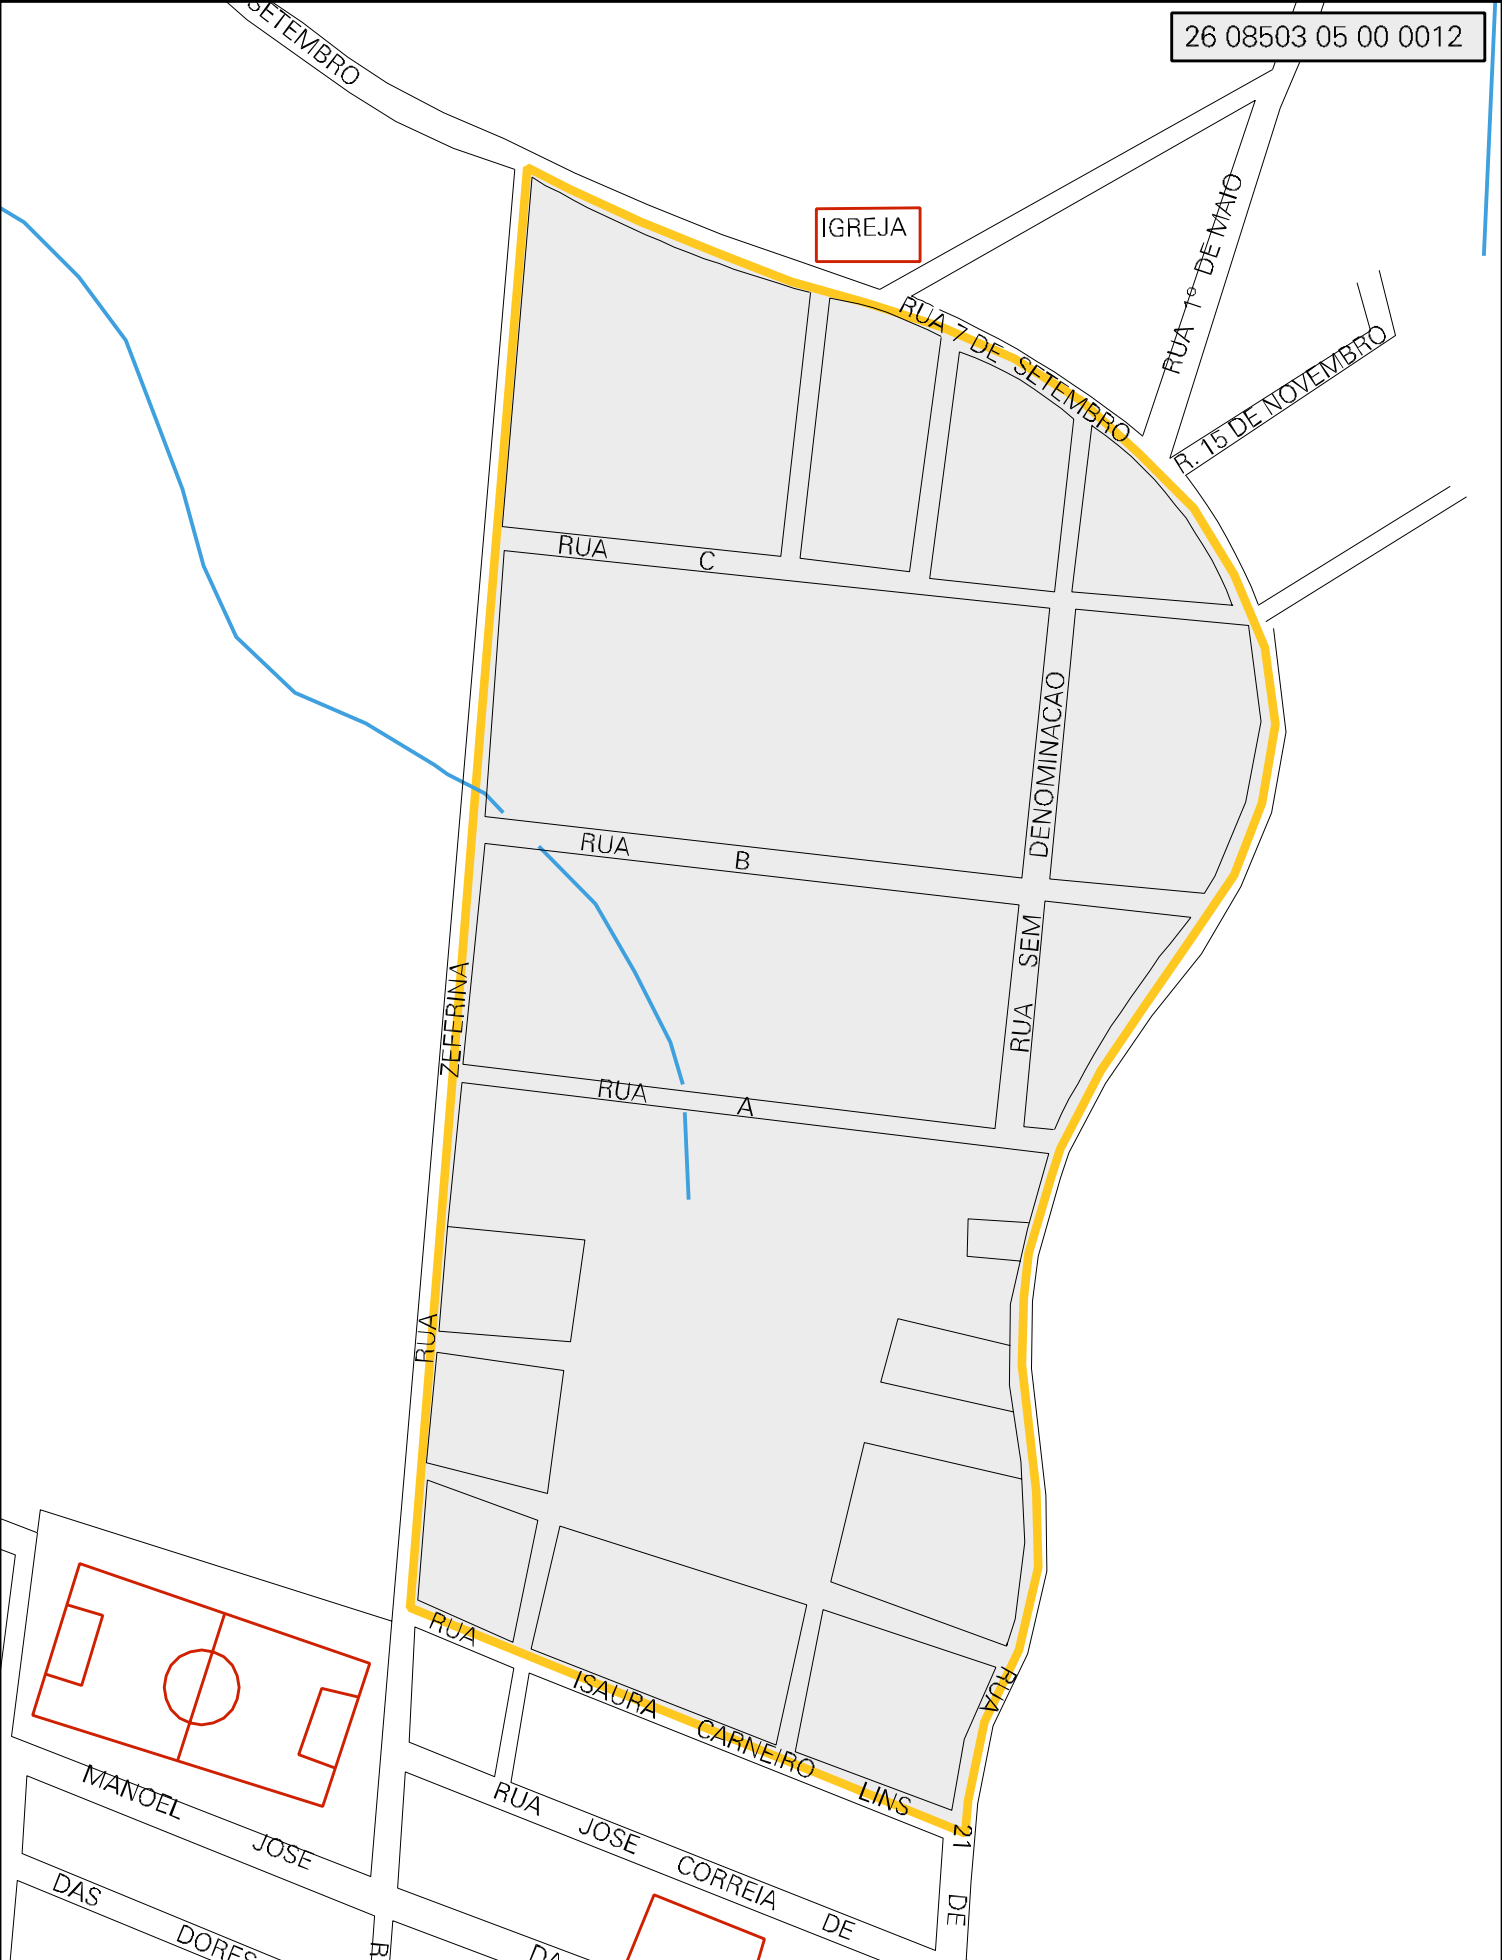 SETEMBRO
26 08503 05 00 0012
IGREJA
RUA 1º DE MAIO
RUA 7 DE SETEMBRO
R. 15 DE NOVEMBRO
RUA C
RUA SEM DENOMINACAO
RUA B
RUA ZEFERINA
RUA A
RUA ISAURA CARNEIRO LINS
RUA 21 DE
MANOEL JOSE
RUA JOSE CORREIA DE
DAS DORES
R
DA